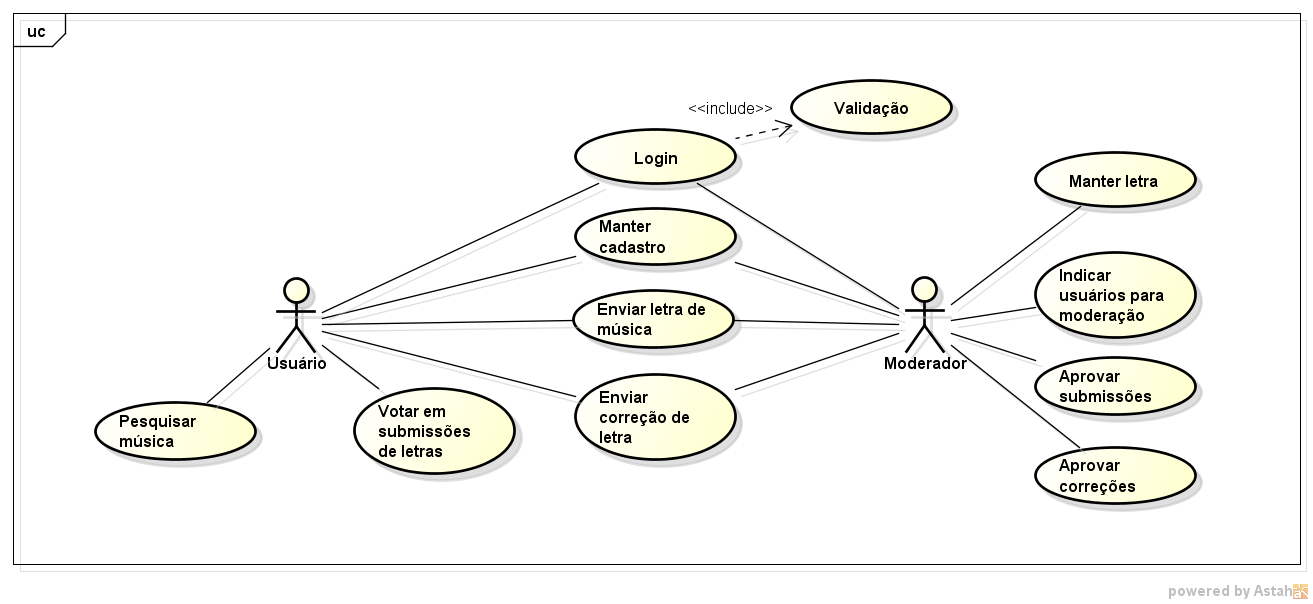 uc
<<include>>
Validação
Login
Manter letra
Manter
cadastro
Indicar
usuários para
moderação
Enviar letra de
música
Usuário
Moderador
Aprovar
submissões
Pesquisar
música
Votar em
submissões
de letras
Enviar
correção de
letra
Aprovar
correções
powered by Astah